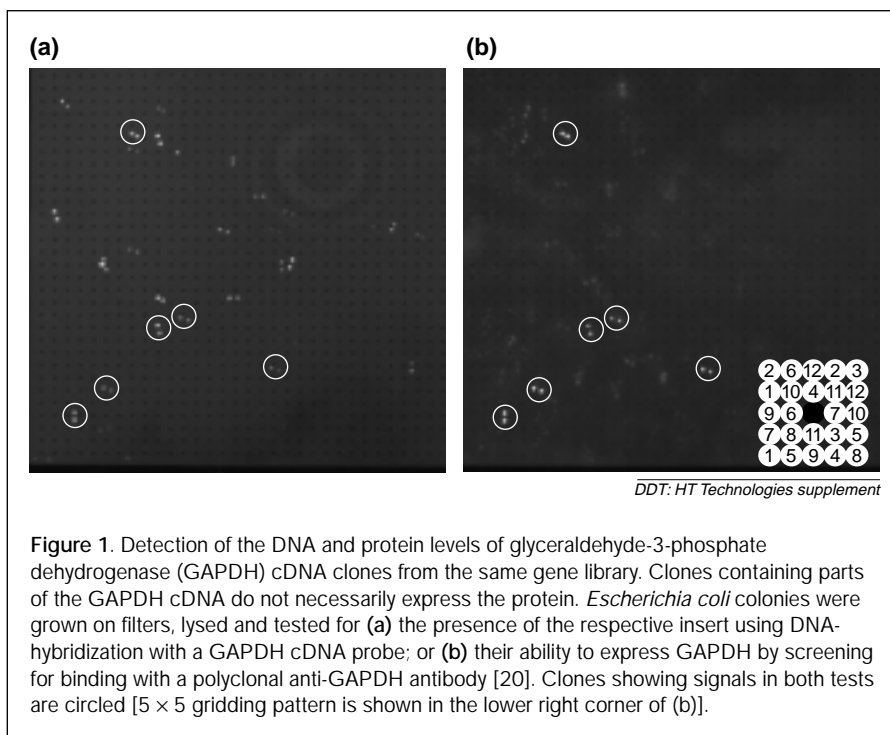 (a)
(b)
2 6 12 2 3
1 10 4 11 12
9 6 7 10
7 8 11 3 5
1 5 9 4 8
DDT: HT Technologies supplement
Figure 1. Detection of the DNA and protein levels of glyceraldehyde-3-phosphate
dehydrogenase (GAPDH) cDNA clones from the same gene library. Clones containing parts
of the GAPDH cDNA do not necessarily express the protein. Escherichia coli colonies were
grown on filters, lysed and tested for (a) the presence of the respective insert using DNA-
hybridization with a GAPDH cDNA probe; or (b) their ability to express GAPDH by screening
for binding with a polyclonal anti-GAPDH antibody [20]. Clones showing signals in both tests
are circled [5 × 5 gridding pattern is shown in the lower right corner of (b)].